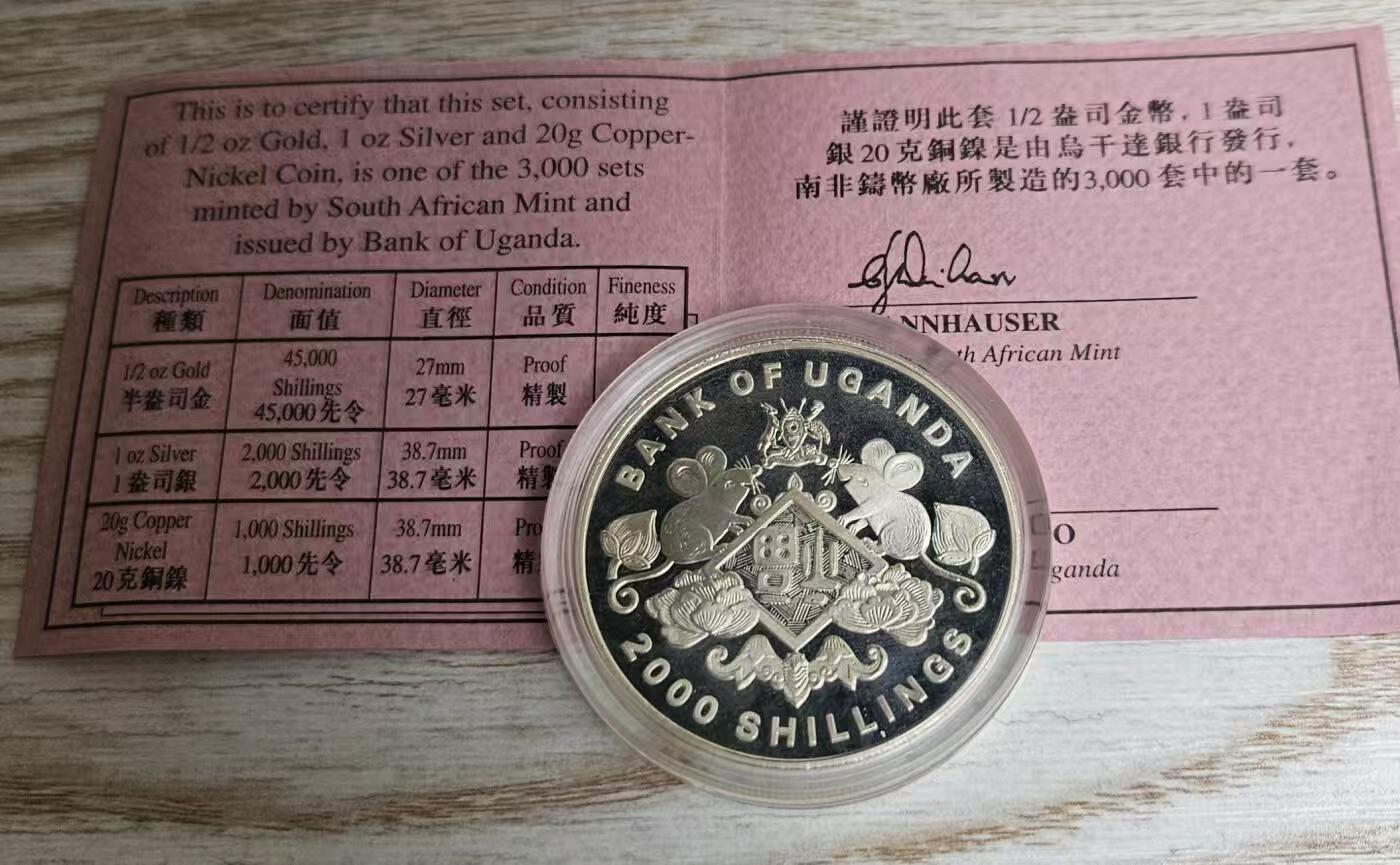 This is to certify that this set, consisting
of 1/2 oz Gold, 1 oz Silver and 20g Copper-
Nickel Coin, is one of the 3,000 sets
minted by South African Mint and
issued by Bank of Uganda.
Description Denomination Diameter Condition Fineness
種類 面值 直徑 品質 純度
1/2 oz Gold 45,000 Shillings 27mm Proof
半盎司金 45,000先令 27毫米 精製
1 oz Silver 2,000 Shillings 38.7mm Proof
1盎司銀 2,000先令 38.7毫米 精
20g Copper Nickel 1,000 Shillings 38.7mm Pro
20克銅鎳 1,000先令 38.7毫米 精
謹證明此套 1/2 盎司金幣, 1 盎司
銀 20 克銅鎳是由烏干達銀行發行,
南非鑄幣廠所製造的3,000 套中的一套。
NNHAUSER
th African Mint
O
ganda
BANK OF UGANDA
2000 SHILLINGS